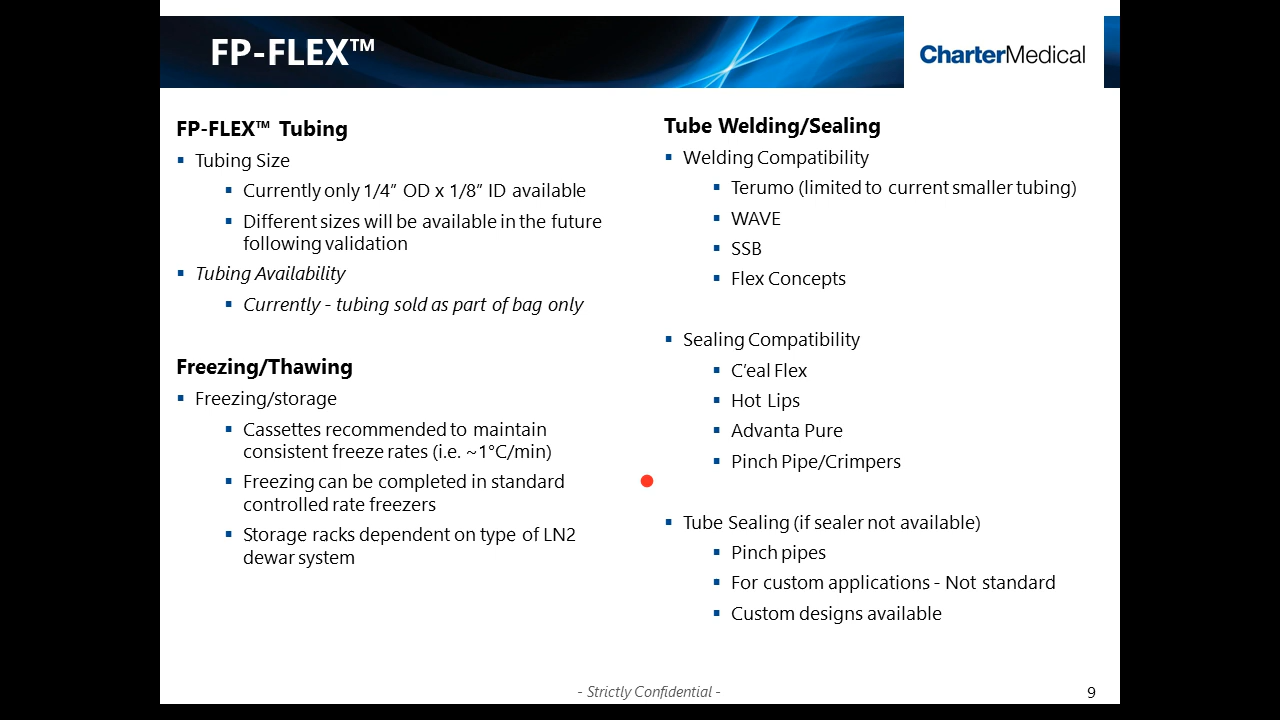 FP-FLEX™
CharterMedical
FP-FLEX™ Tubing
Tubing Size
Currently only 1/4” OD x 1/8” ID available
Different sizes will be available in the future
following validation
Tubing Availability
Currently - tubing sold as part of bag only
Freezing/Thawing
Freezing/storage
Cassettes recommended to maintain
consistent freeze rates (i.e. ~1°C/min)
Freezing can be completed in standard
controlled rate freezers
Storage racks dependent on type of LN2
dewar system
Tube Welding/Sealing
Welding Compatibility
Terumo (limited to current smaller tubing)
WAVE
SSB
Flex Concepts
Sealing Compatibility
C’eal Flex
Hot Lips
Advanta Pure
Pinch Pipe/Crimpers
Tube Sealing (if sealer not available)
Pinch pipes
For custom applications - Not standard
Custom designs available
- Strictly Confidential -
9